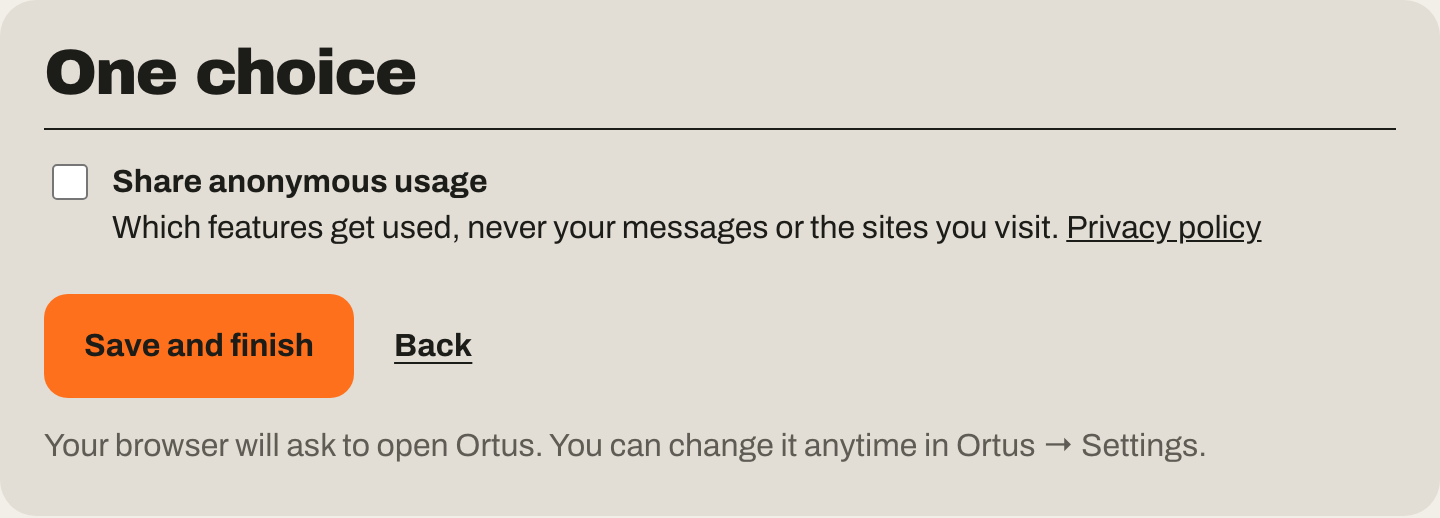 One choice
Share anonymous usage
Which features get used, never your messages or the sites you visit. Privacy policy
Save and finish
Back
Your browser will ask to open Ortus. You can change it anytime in Ortus → Settings.